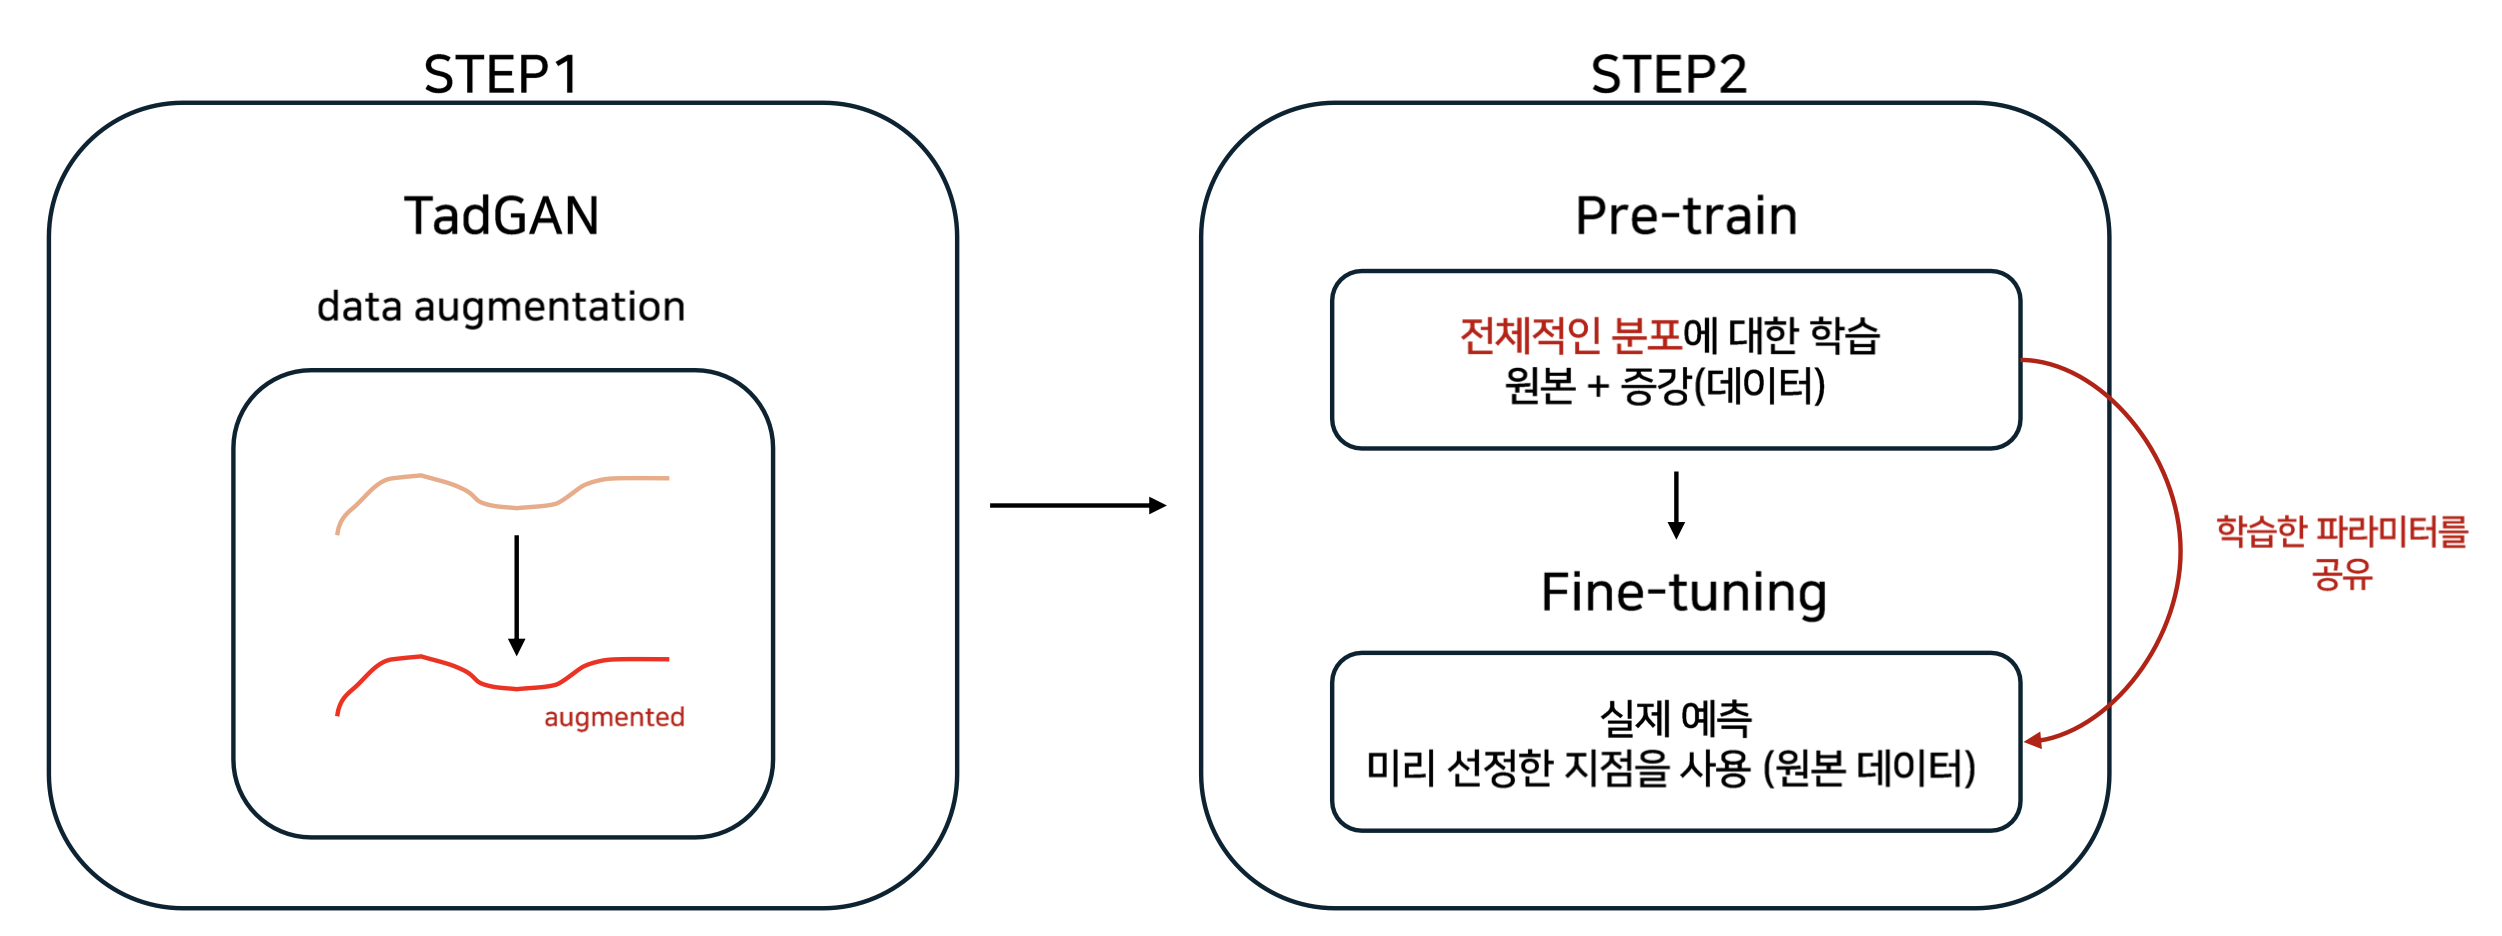 STEP1
TadGAN
data augmentation
augmented
STEP2
Pre-train
전체적인 분포에 대한 학습
원본 + 증강(데이터)
Fine-tuning
실제 예측
미리 선정한 지점을 사용 (원본 데이터)
학습한 파라미터를
공유